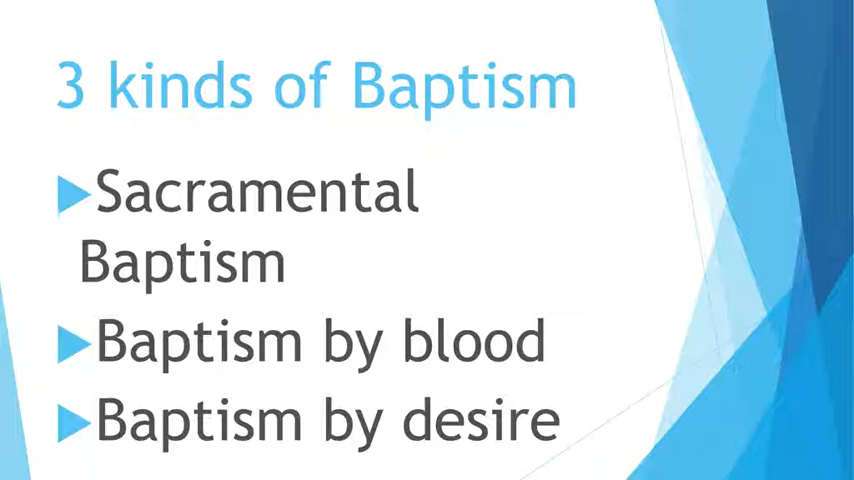 3 kinds of Baptism
Sacramental
Baptism
Baptism by blood
Baptism by desire